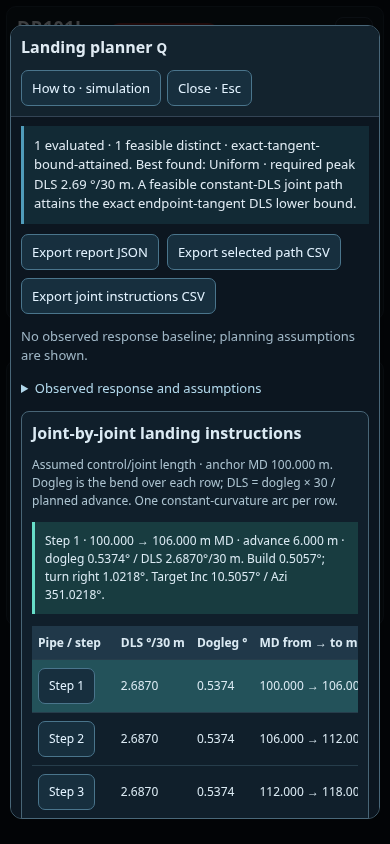 Landing planner Q
How to · simulation
Close · Esc
1 evaluated · 1 feasible distinct · exact-tangent-
bound-attained. Best found: Uniform · required peak
DLS 2.69 °/30 m. A feasible constant-DLS joint path
attains the exact endpoint-tangent DLS lower bound.
Export report JSON
Export selected path CSV
Export joint instructions CSV
No observed response baseline; planning assumptions
are shown.
▶ Observed response and assumptions
Joint-by-joint landing instructions
Assumed control/joint length · anchor MD 100.000 m.
Dogleg is the bend over each row; DLS = dogleg × 30 /
planned advance. One constant-curvature arc per row.
Step 1 · 100.000 → 106.000 m MD · advance 6.000 m ·
dogleg 0.5374° / DLS 2.6870°/30 m. Build 0.5057°;
turn right 1.0218°. Target Inc 10.5057° / Azi
351.0218°.
Pipe / step DLS °/30 m Dogleg ° MD from → to m
Step 1 2.6870 0.5374 100.000 → 106.00
Step 2 2.6870 0.5374 106.000 → 112.00
Step 3 2.6870 0.5374 112.000 → 118.00